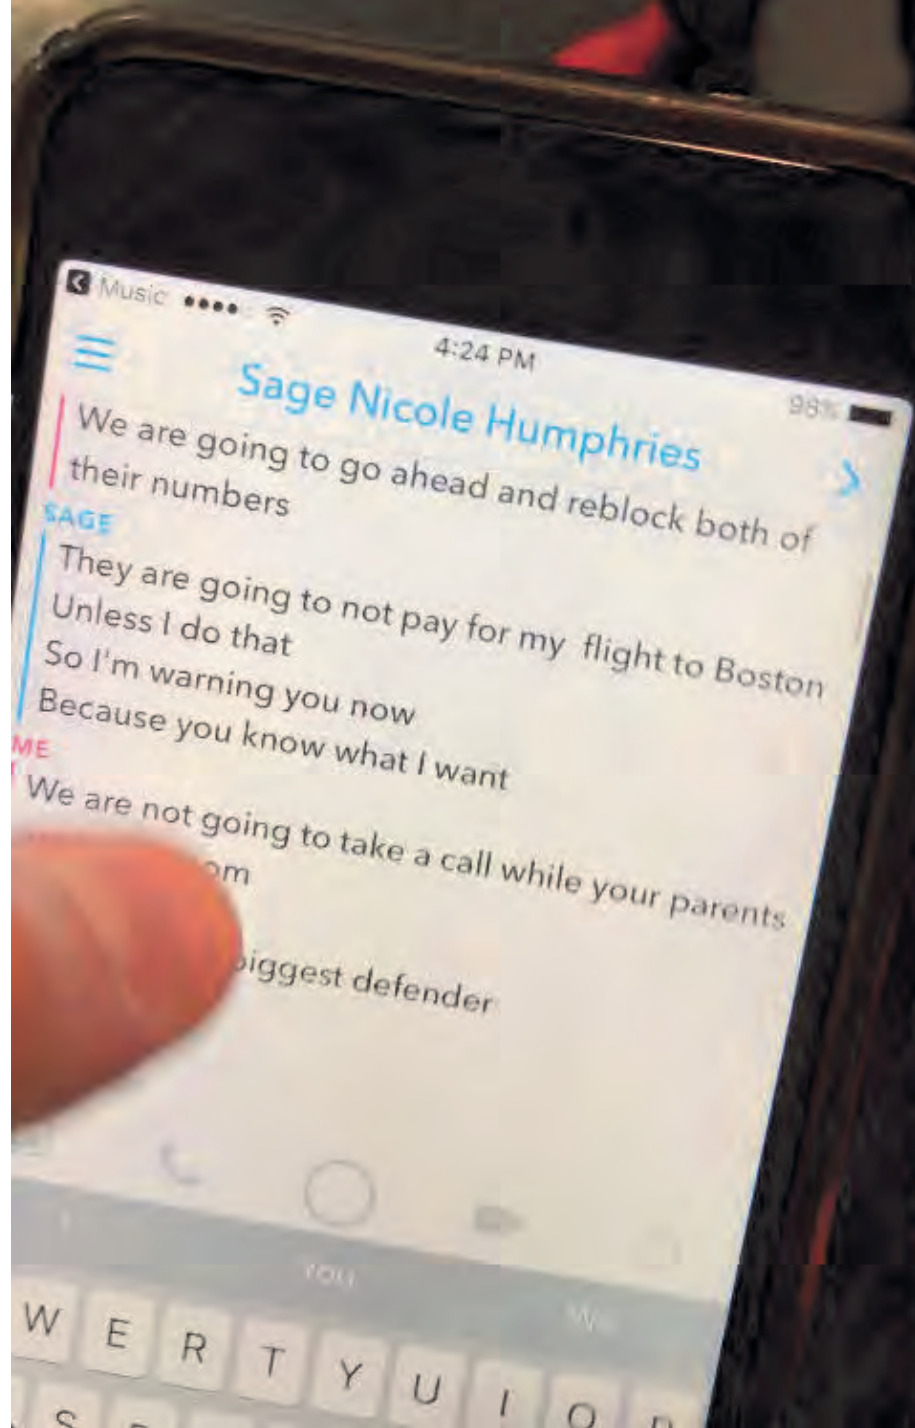 Music
4:24 PM
98%
Sage Nicole Humphries
We are going to go ahead and reblock both of
their numbers
SAGE
They are going to not pay for my flight to Boston
Unless I do that
So I'm warning you now
Because you know what I want
ME
We are not going to take a call while your parents
biggest defender
YOU
W E R T Y U I O P
S